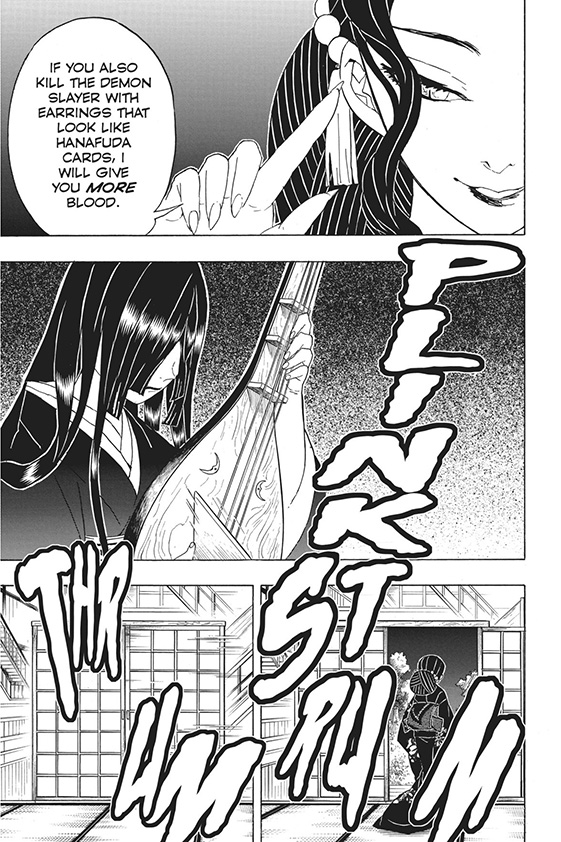 IF YOU ALSO
KILL THE DEMON
SLAYER WITH
EARRINGS THAT
LOOK LIKE
HANAFUDA
CARDS, I
WILL GIVE
YOU MORE
BLOOD.
PLINK
STRUM
THRUM